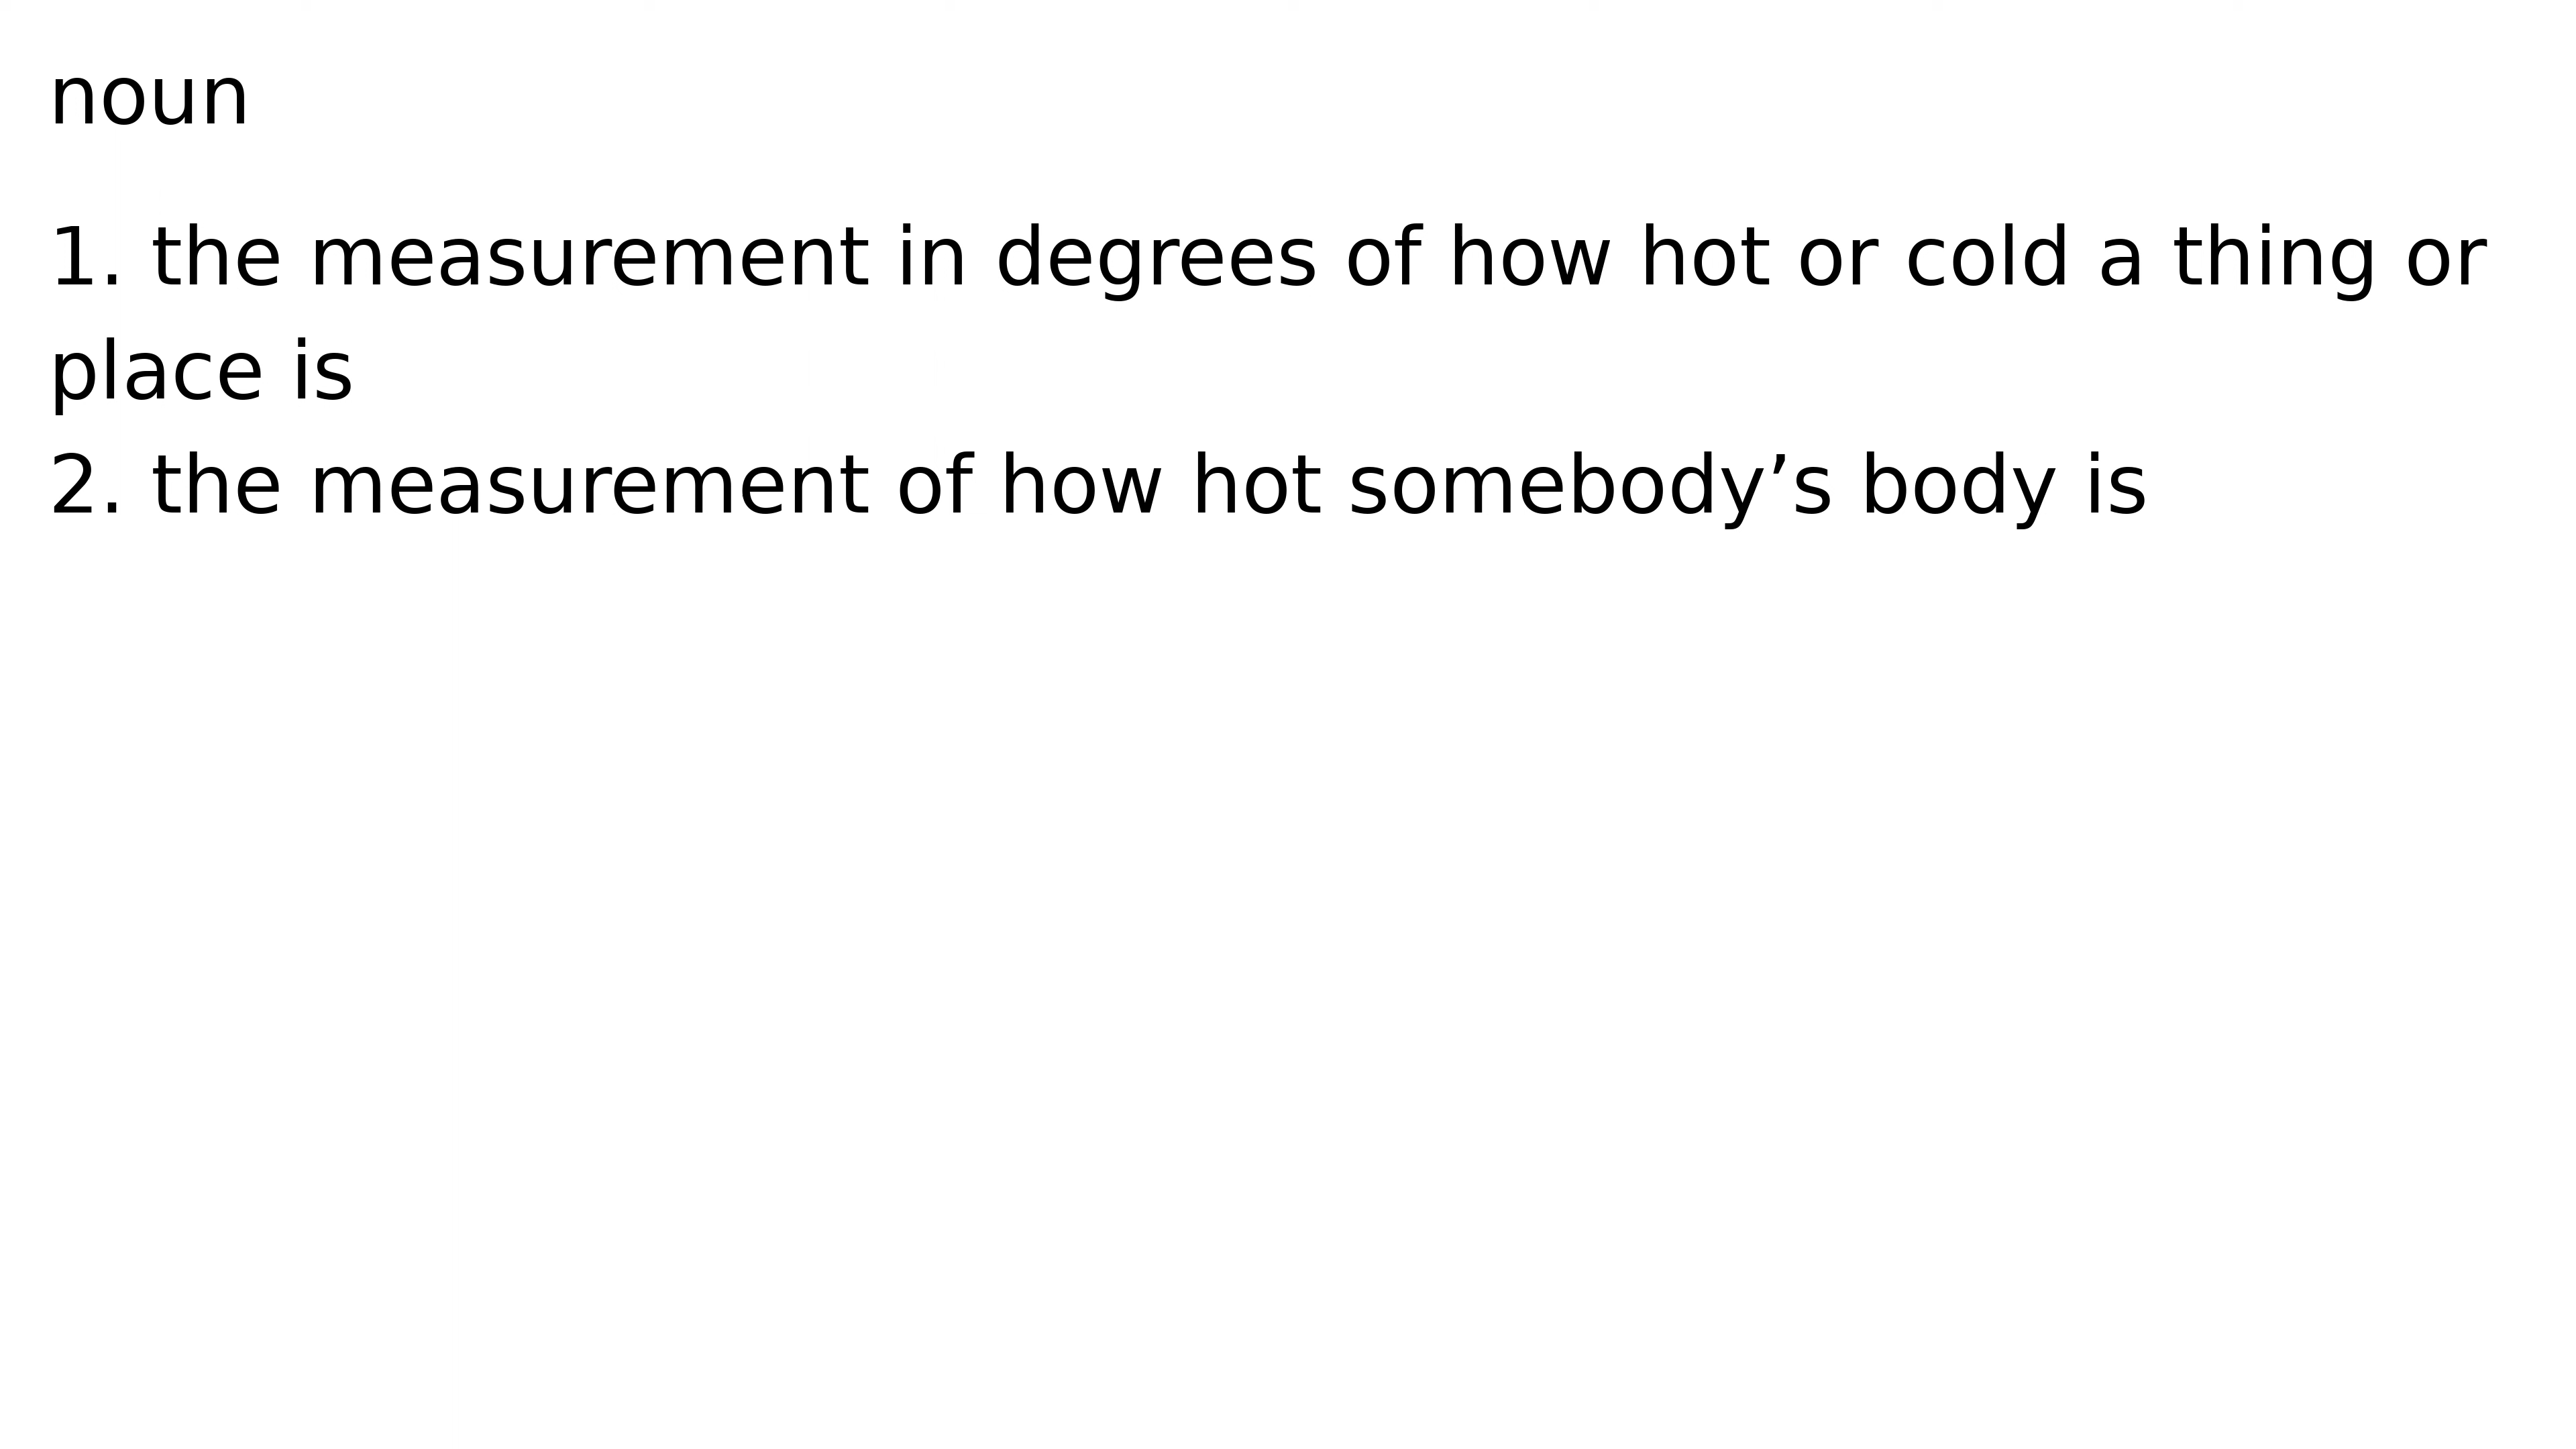 noun
1. the measurement in degrees of how hot or cold a thing or
place is
2. the measurement of how hot somebody’s body is